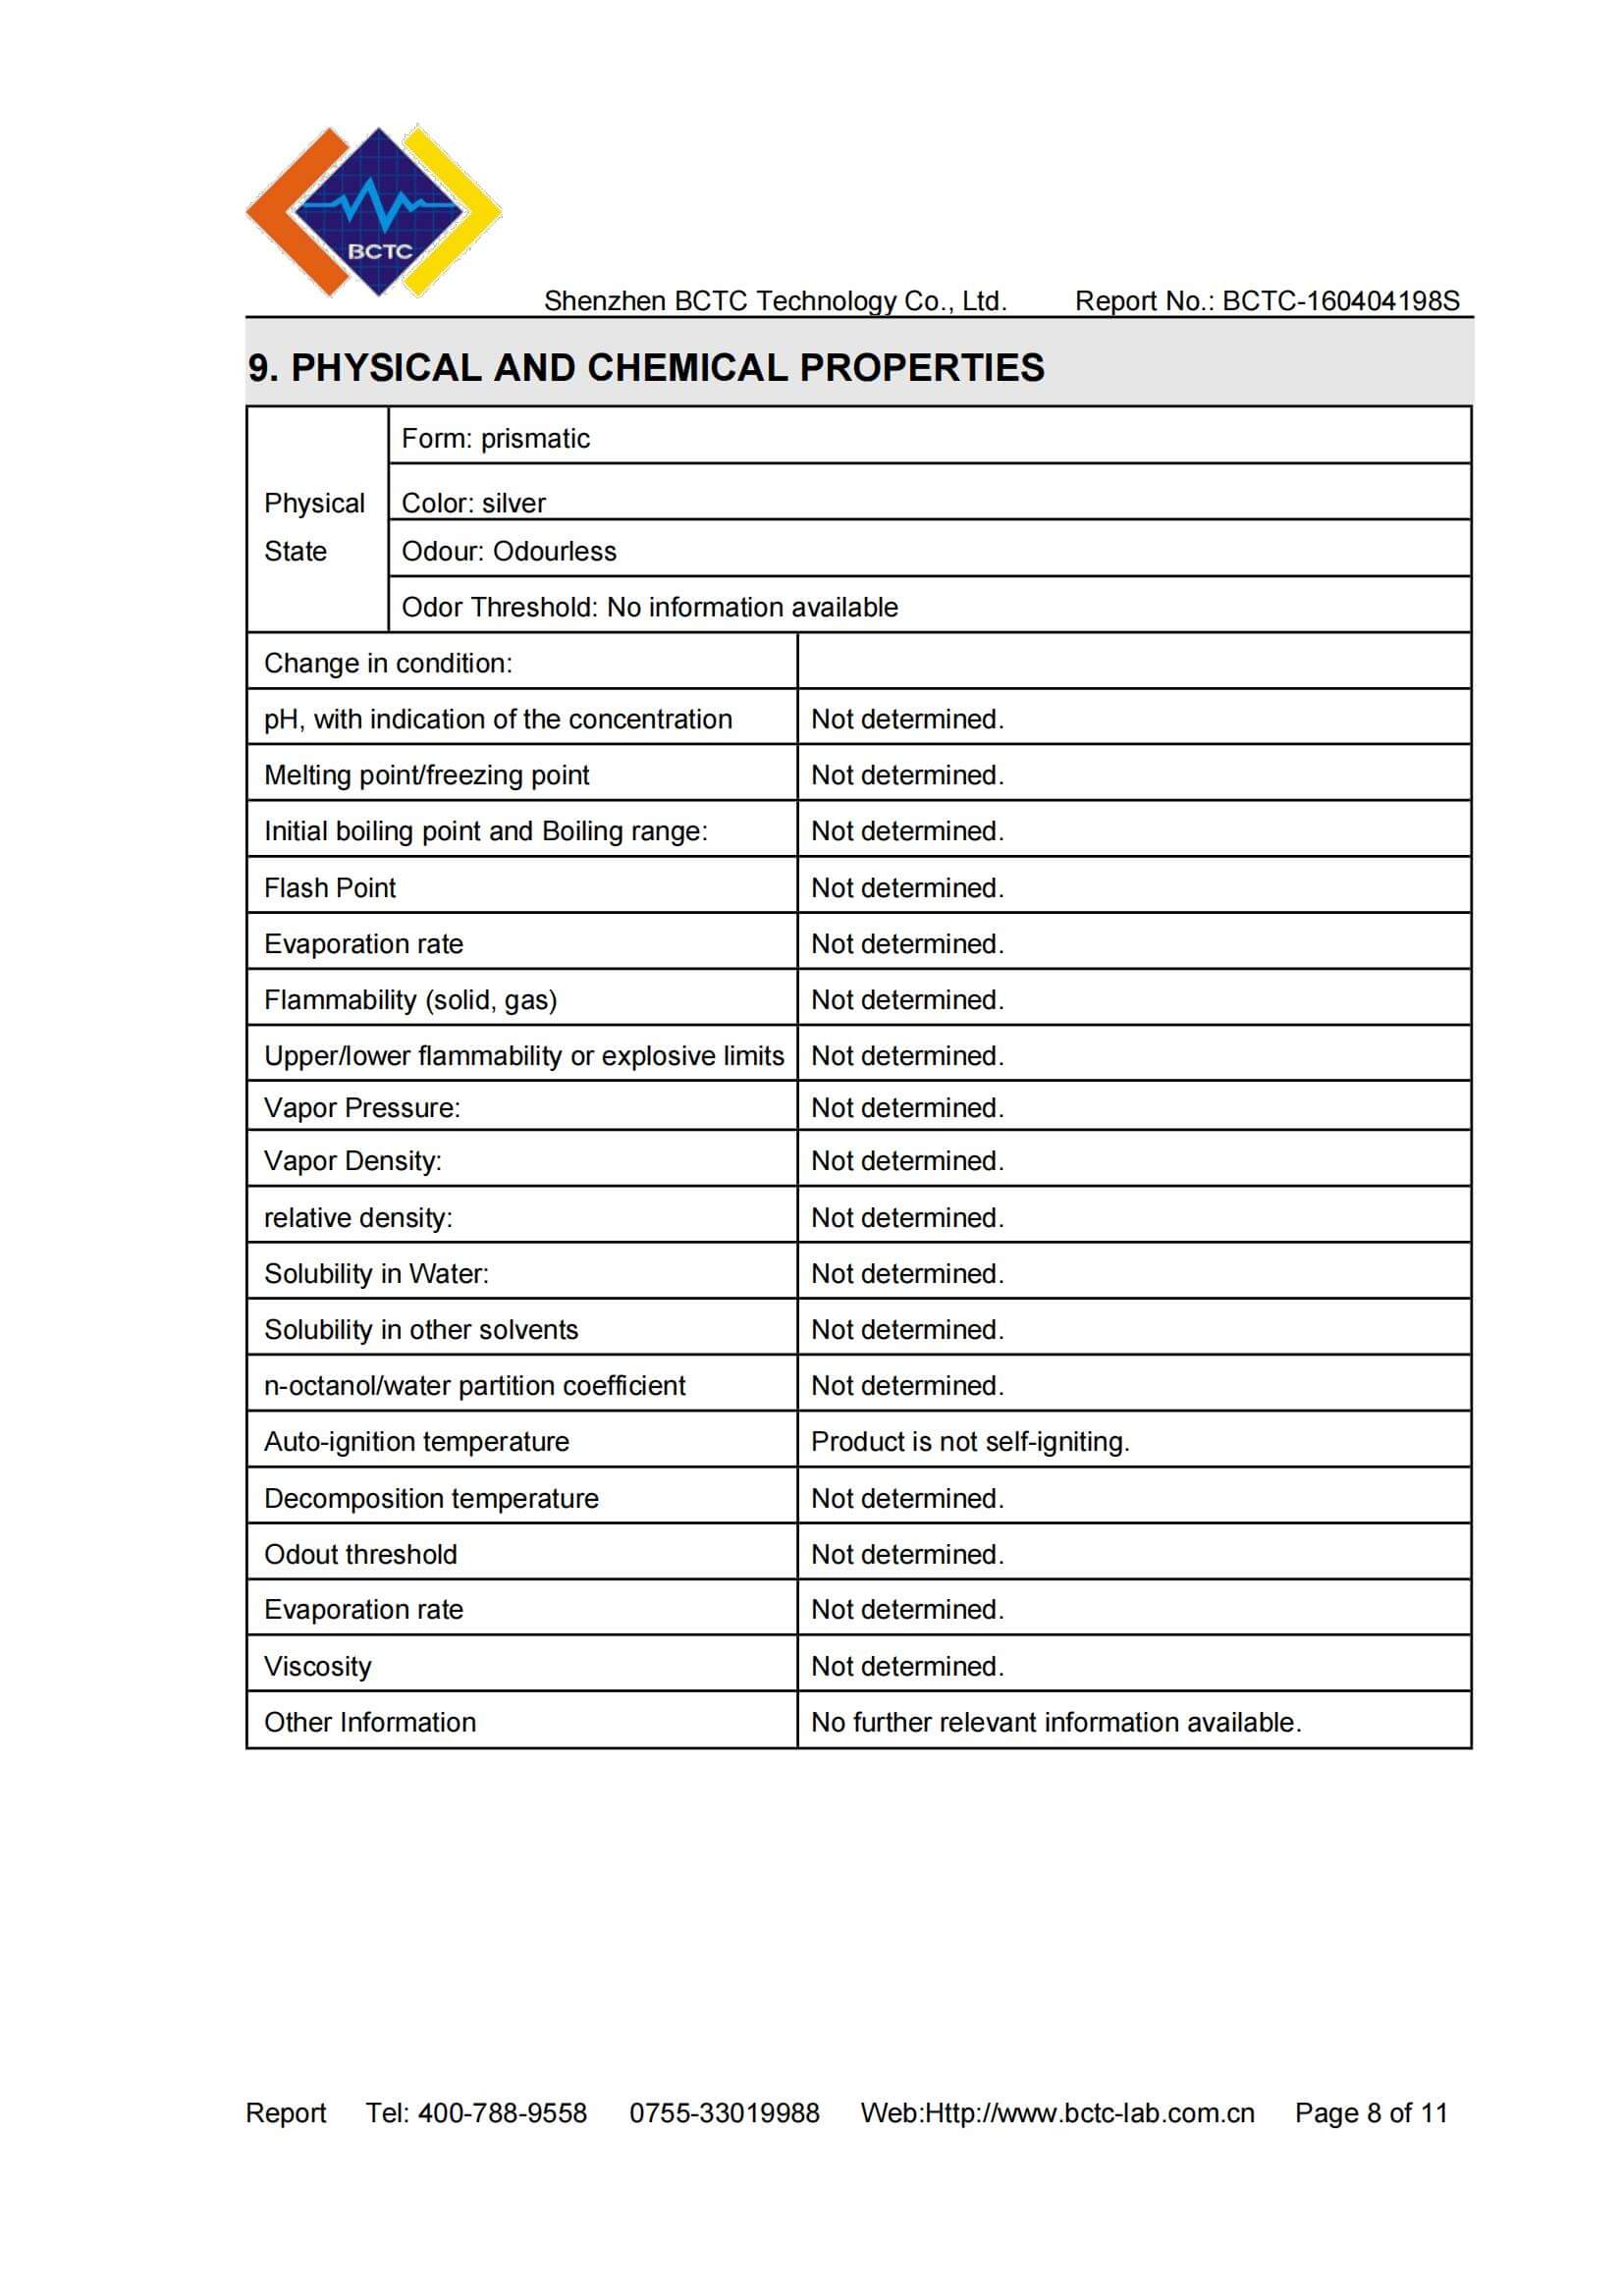 BCTC
Shenzhen BCTC Technology Co., Ltd. Report No.: BCTC-160404198S
9. PHYSICAL AND CHEMICAL PROPERTIES
Physical State
Form: prismatic
Color: silver
Odour: Odourless
Odor Threshold: No information available
Change in condition:
pH, with indication of the concentration Not determined.
Melting point/freezing point Not determined.
Initial boiling point and Boiling range: Not determined.
Flash Point Not determined.
Evaporation rate Not determined.
Flammability (solid, gas) Not determined.
Upper/lower flammability or explosive limits Not determined.
Vapor Pressure: Not determined.
Vapor Density: Not determined.
relative density: Not determined.
Solubility in Water: Not determined.
Solubility in other solvents Not determined.
n-octanol/water partition coefficient Not determined.
Auto-ignition temperature Product is not self-igniting.
Decomposition temperature Not determined.
Odout threshold Not determined.
Evaporation rate Not determined.
Viscosity Not determined.
Other Information No further relevant information available.
Report Tel: 400-788-9558 0755-33019988 Web:Http://www.bctc-lab.com.cn Page 8 of 11